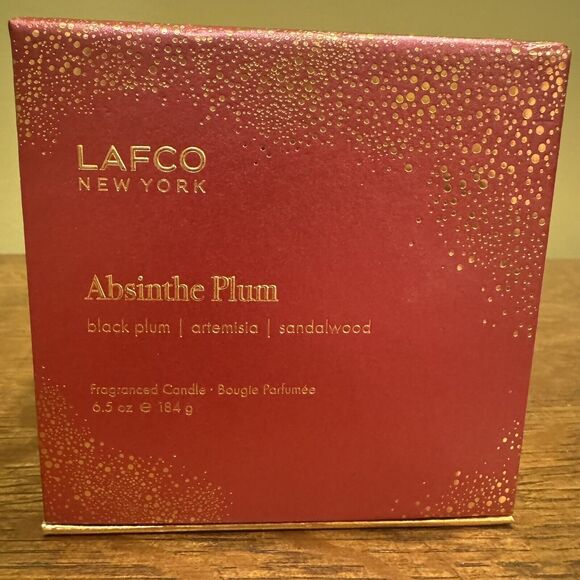 LAFCO
NEW YORK
Absinthe Plum
black plum | artemisia | sandalwood
Fragranced Candle · Bougie Parfumée
6.5 oz ℮ 184 g